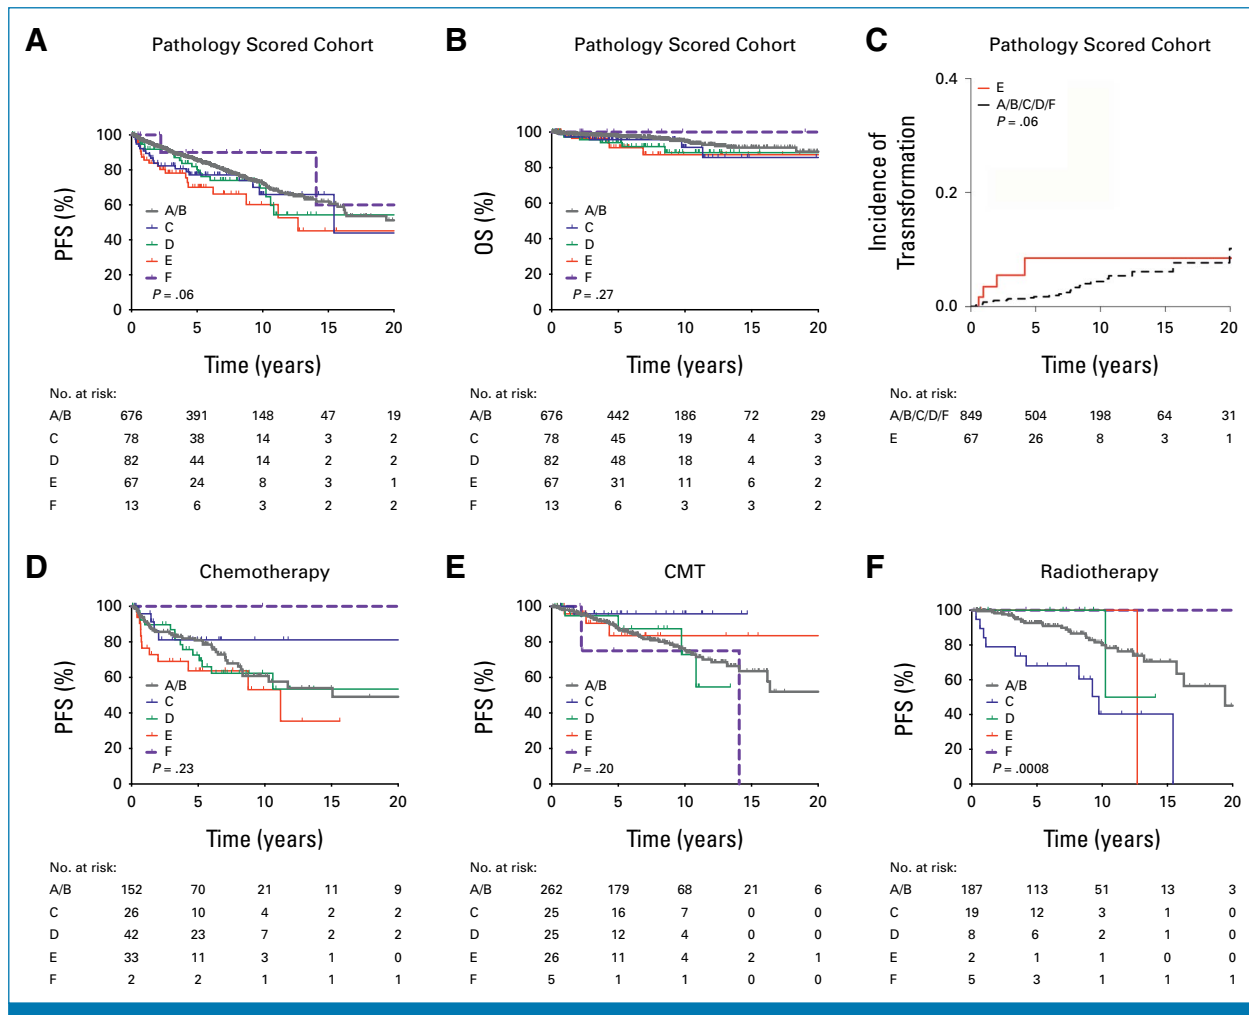 A Pathology Scored Cohort
PFS (%)
100
80
60
40
20
0
A/B
C
D
E
F
P = .06
0 5 10 15 20
Time (years)
No. at risk:
A/B 676 391 148 47 19
C 78 38 14 3 2
D 82 44 14 2 2
E 67 24 8 3 1
F 13 6 3 2 2
B Pathology Scored Cohort
OS (%)
100
80
60
40
20
0
A/B
C
D
E
F
P = .27
0 5 10 15 20
Time (years)
No. at risk:
A/B 676 442 186 72 29
C 78 45 19 4 3
D 82 48 18 4 3
E 67 31 11 6 2
F 13 6 3 3 2
C Pathology Scored Cohort
Incidence of
Trasnformation
0.4
0.2
0.0
E
A/B/C/D/F
P = .06
0 5 10 15 20
Time (years)
No. at risk:
A/B/C/D/F 849 504 198 64 31
E 67 26 8 3 1
D Chemotherapy
PFS (%)
100
80
60
40
20
0
A/B
C
D
E
F
P = .23
0 5 10 15 20
Time (years)
No. at risk:
A/B 152 70 21 11 9
C 26 10 4 2 2
D 42 23 7 2 2
E 33 11 3 1 0
F 2 2 1 1 1
E CMT
PFS (%)
100
80
60
40
20
0
A/B
C
D
E
F
P = .20
0 5 10 15 20
Time (years)
No. at risk:
A/B 262 179 68 21 6
C 25 16 7 0 0
D 25 12 4 0 0
E 26 11 4 2 1
F 5 1 1 0 0
F Radiotherapy
PFS (%)
100
80
60
40
20
0
A/B
C
D
E
F
P = .0008
0 5 10 15 20
Time (years)
No. at risk:
A/B 187 113 51 13 3
C 19 12 3 1 0
D 8 6 2 1 0
E 2 1 1 0 0
F 5 3 1 1 1